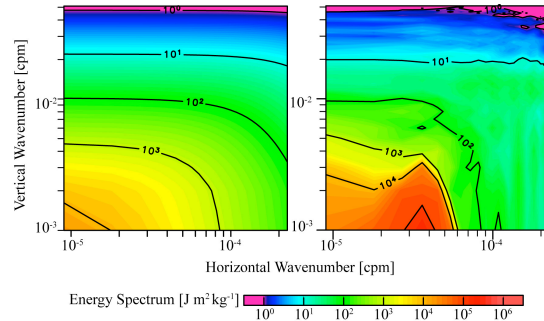 10⁰ 10⁰
10¹ 10¹
10⁻² 10² 10⁻² 10²
10³ 10³
10⁴
10⁻³ 10⁻³
10⁻⁵ 10⁻⁴ 10⁻⁵ 10⁻⁴
Vertical Wavenumber [cpm]
Horizontal Wavenumber [cpm]
Energy Spectrum [J m² kg⁻¹]
10⁰ 10¹ 10² 10³ 10⁴ 10⁵ 10⁶